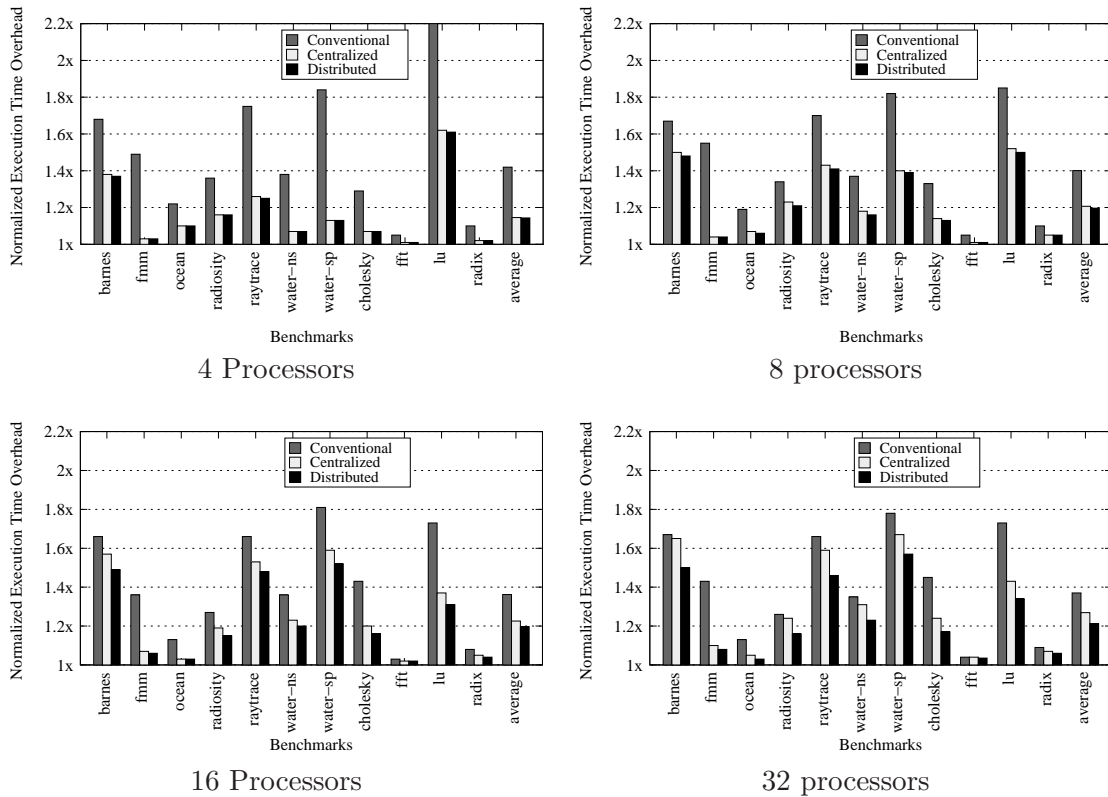 Normalized Execution Time Overhead
2.2x
2x
1.8x
1.6x
1.4x
1.2x
1x
Conventional
Centralized
Distributed
barnes
fmm
ocean
radiosity
raytrace
water−ns
water−sp
cholesky
fft
lu
radix
average
Benchmarks
4 Processors
Normalized Execution Time Overhead
2.2x
2x
1.8x
1.6x
1.4x
1.2x
1x
Conventional
Centralized
Distributed
barnes
fmm
ocean
radiosity
raytrace
water−ns
water−sp
cholesky
fft
lu
radix
average
Benchmarks
8 processors
Normalized Execution Time Overhead
2.2x
2x
1.8x
1.6x
1.4x
1.2x
1x
Conventional
Centralized
Distributed
barnes
fmm
ocean
radiosity
raytrace
water−ns
water−sp
cholesky
fft
lu
radix
average
Benchmarks
16 Processors
Normalized Execution Time Overhead
2.2x
2x
1.8x
1.6x
1.4x
1.2x
1x
Conventional
Centralized
Distributed
barnes
fmm
ocean
radiosity
raytrace
water−ns
water−sp
cholesky
fft
lu
radix
average
Benchmarks
32 processors